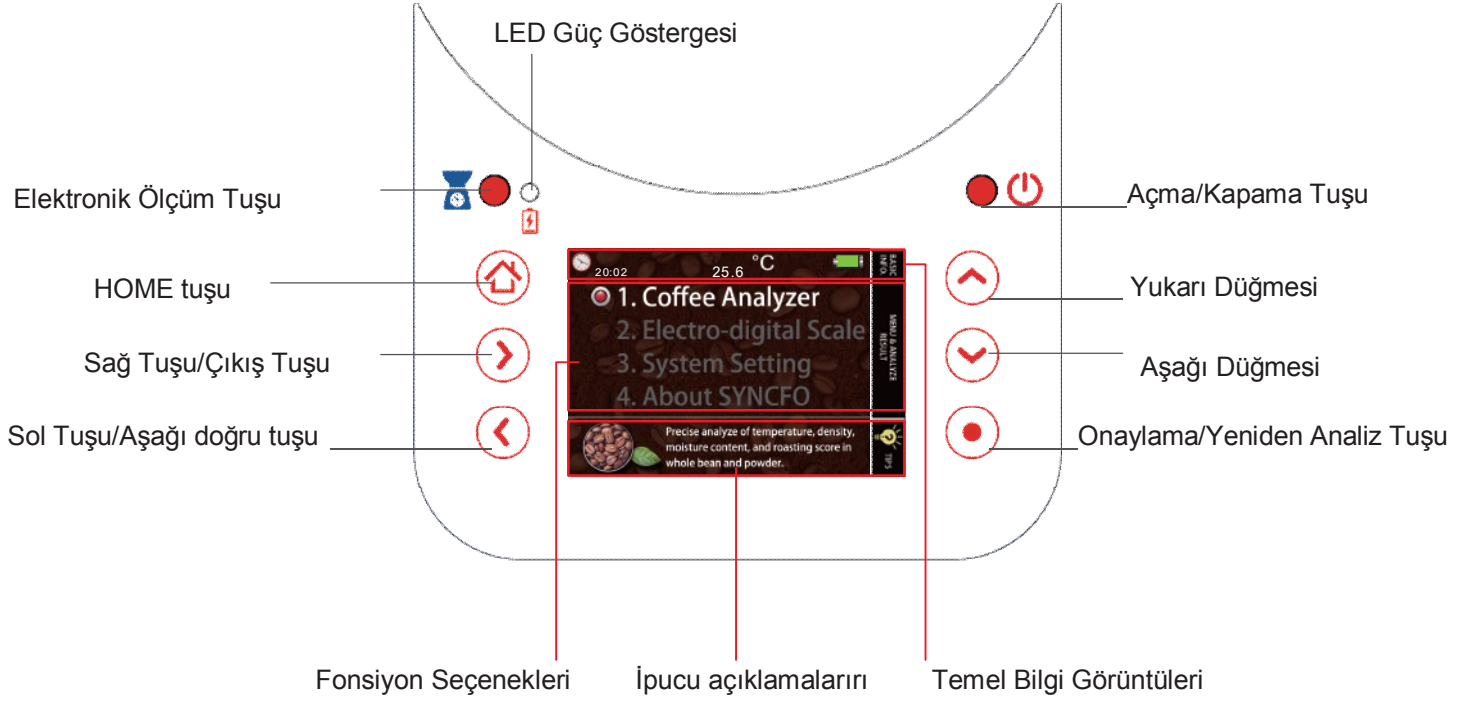 LED Güç Göstergesi
Elektronik Ölçüm Tuşu
Açma/Kapama Tuşu
HOME tuşu
Yukarı Düğmesi
Sağ Tuşu/Çıkış Tuşu
Aşağı Düğmesi
Sol Tuşu/Aşağı doğru tuşu
Onaylama/Yeniden Analiz Tuşu
20:02
25.6 °C
BASIC
INFO.
1. Coffee Analyzer
2. Electro-digital Scale
3. System Setting
4. About SYNCFO
MENU & ANALYZE
RESULT
Precise analyze of temperature, density,
moisture content, and roasting score in
whole bean and powder.
TIPS
Fonsiyon Seçenekleri
İpucu açıklamalarırı
Temel Bilgi Görüntüleri